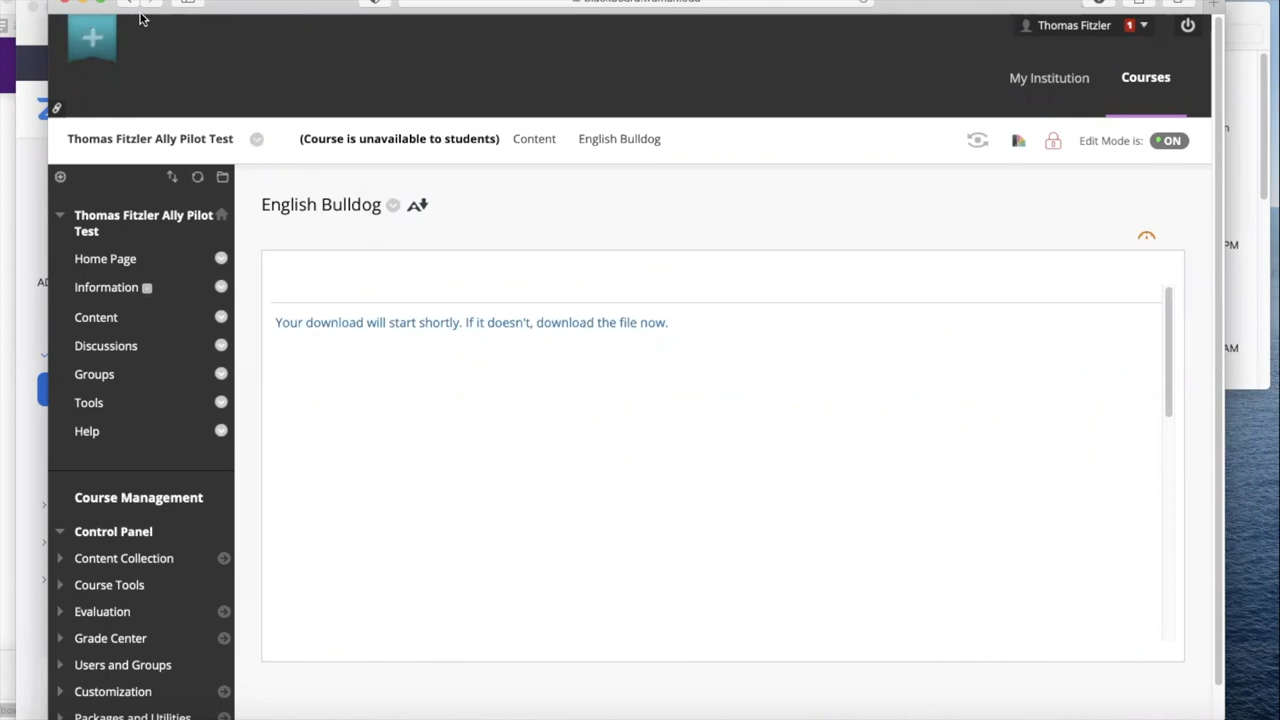 Thomas Fitzler 1
My Institution Courses
Thomas Fitzler Ally Pilot Test (Course is unavailable to students) Content English Bulldog Edit Mode is: ON
Thomas Fitzler Ally Pilot
Test
English Bulldog
Home Page
Information
Content
Your download will start shortly. If it doesn't, download the file now.
Discussions
Groups
Tools
Help
Course Management
Control Panel
Content Collection
Course Tools
Evaluation
Grade Center
Users and Groups
Customization
Packages and Utilities
PM
AM